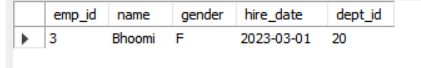 emp_id name gender hire_date dept_id
3 Bhoomi F 2023-03-01 20